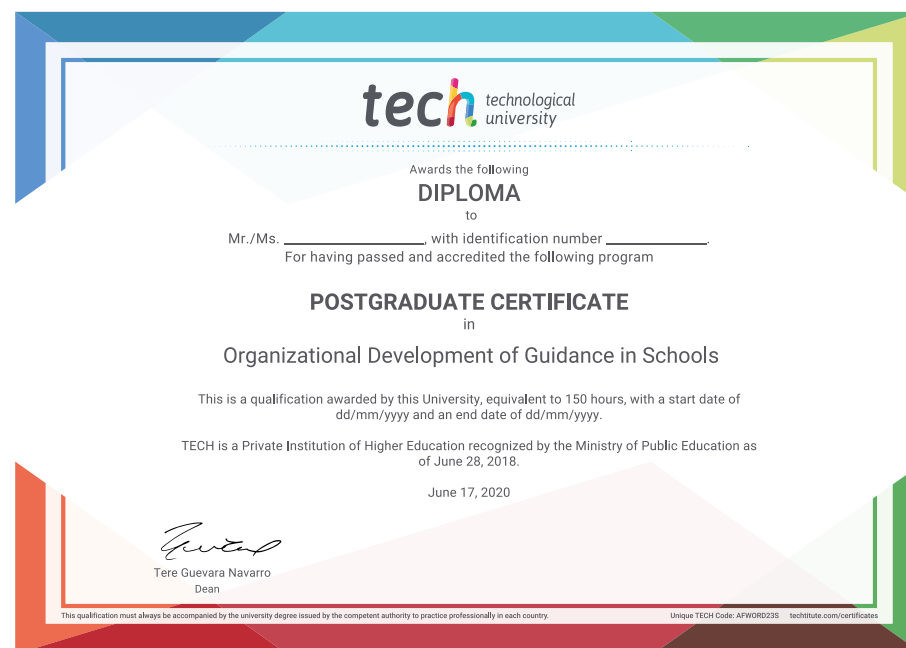 tech technological
university
Awards the following
DIPLOMA
to
Mr./Ms. ____________________, with identification number ______________.
For having passed and accredited the following program
POSTGRADUATE CERTIFICATE
in
Organizational Development of Guidance in Schools
This is a qualification awarded by this University, equivalent to 150 hours, with a start date of
dd/mm/yyyy and an end date of dd/mm/yyyy.
TECH is a Private Institution of Higher Education recognized by the Ministry of Public Education as
of June 28, 2018.
June 17, 2020
Tere Guevara Navarro
Dean
This qualification must always be accompanied by the university degree issued by the competent authority to practice professionally in each country.
Unique TECH Code: AFWORD23S techtitute.com/certificates